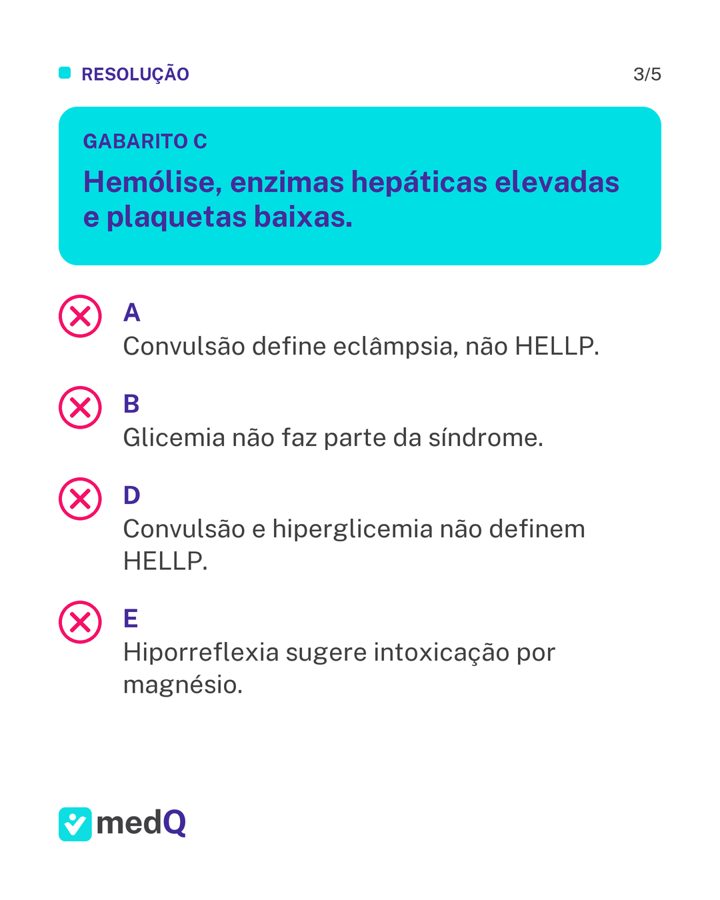 RESOLUÇÃO
3/5
GABARITO C
Hemólise, enzimas hepáticas elevadas
e plaquetas baixas.
A
Convulsão define eclâmpsia, não HELLP.
B
Glicemia não faz parte da síndrome.
D
Convulsão e hiperglicemia não definem
HELLP.
E
Hiporreflexia sugere intoxicação por
magnésio.
medQ